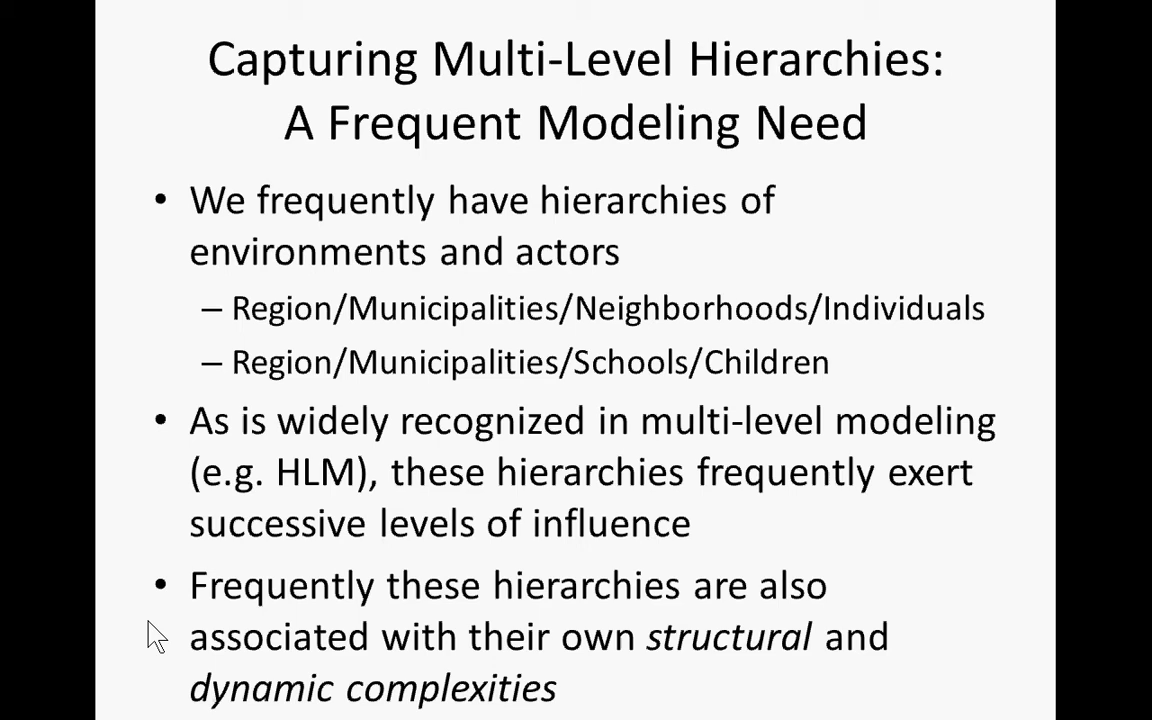 Capturing Multi-Level Hierarchies:
A Frequent Modeling Need
• We frequently have hierarchies of
environments and actors
– Region/Municipalities/Neighborhoods/Individuals
– Region/Municipalities/Schools/Children
• As is widely recognized in multi-level modeling
(e.g. HLM), these hierarchies frequently exert
successive levels of influence
• Frequently these hierarchies are also
associated with their own structural and
dynamic complexities